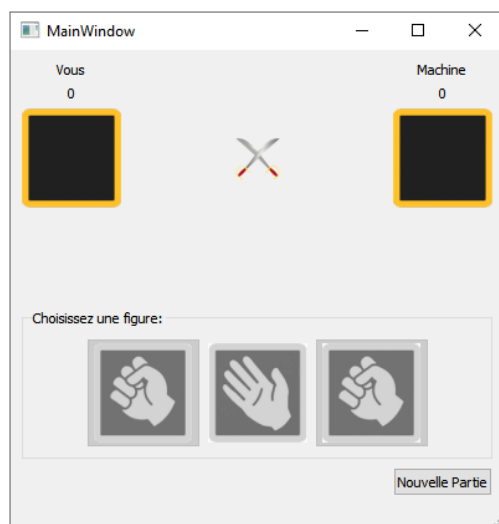 MainWindow
Vous
Machine
0
0
Choisissez une figure:
Nouvelle Partie